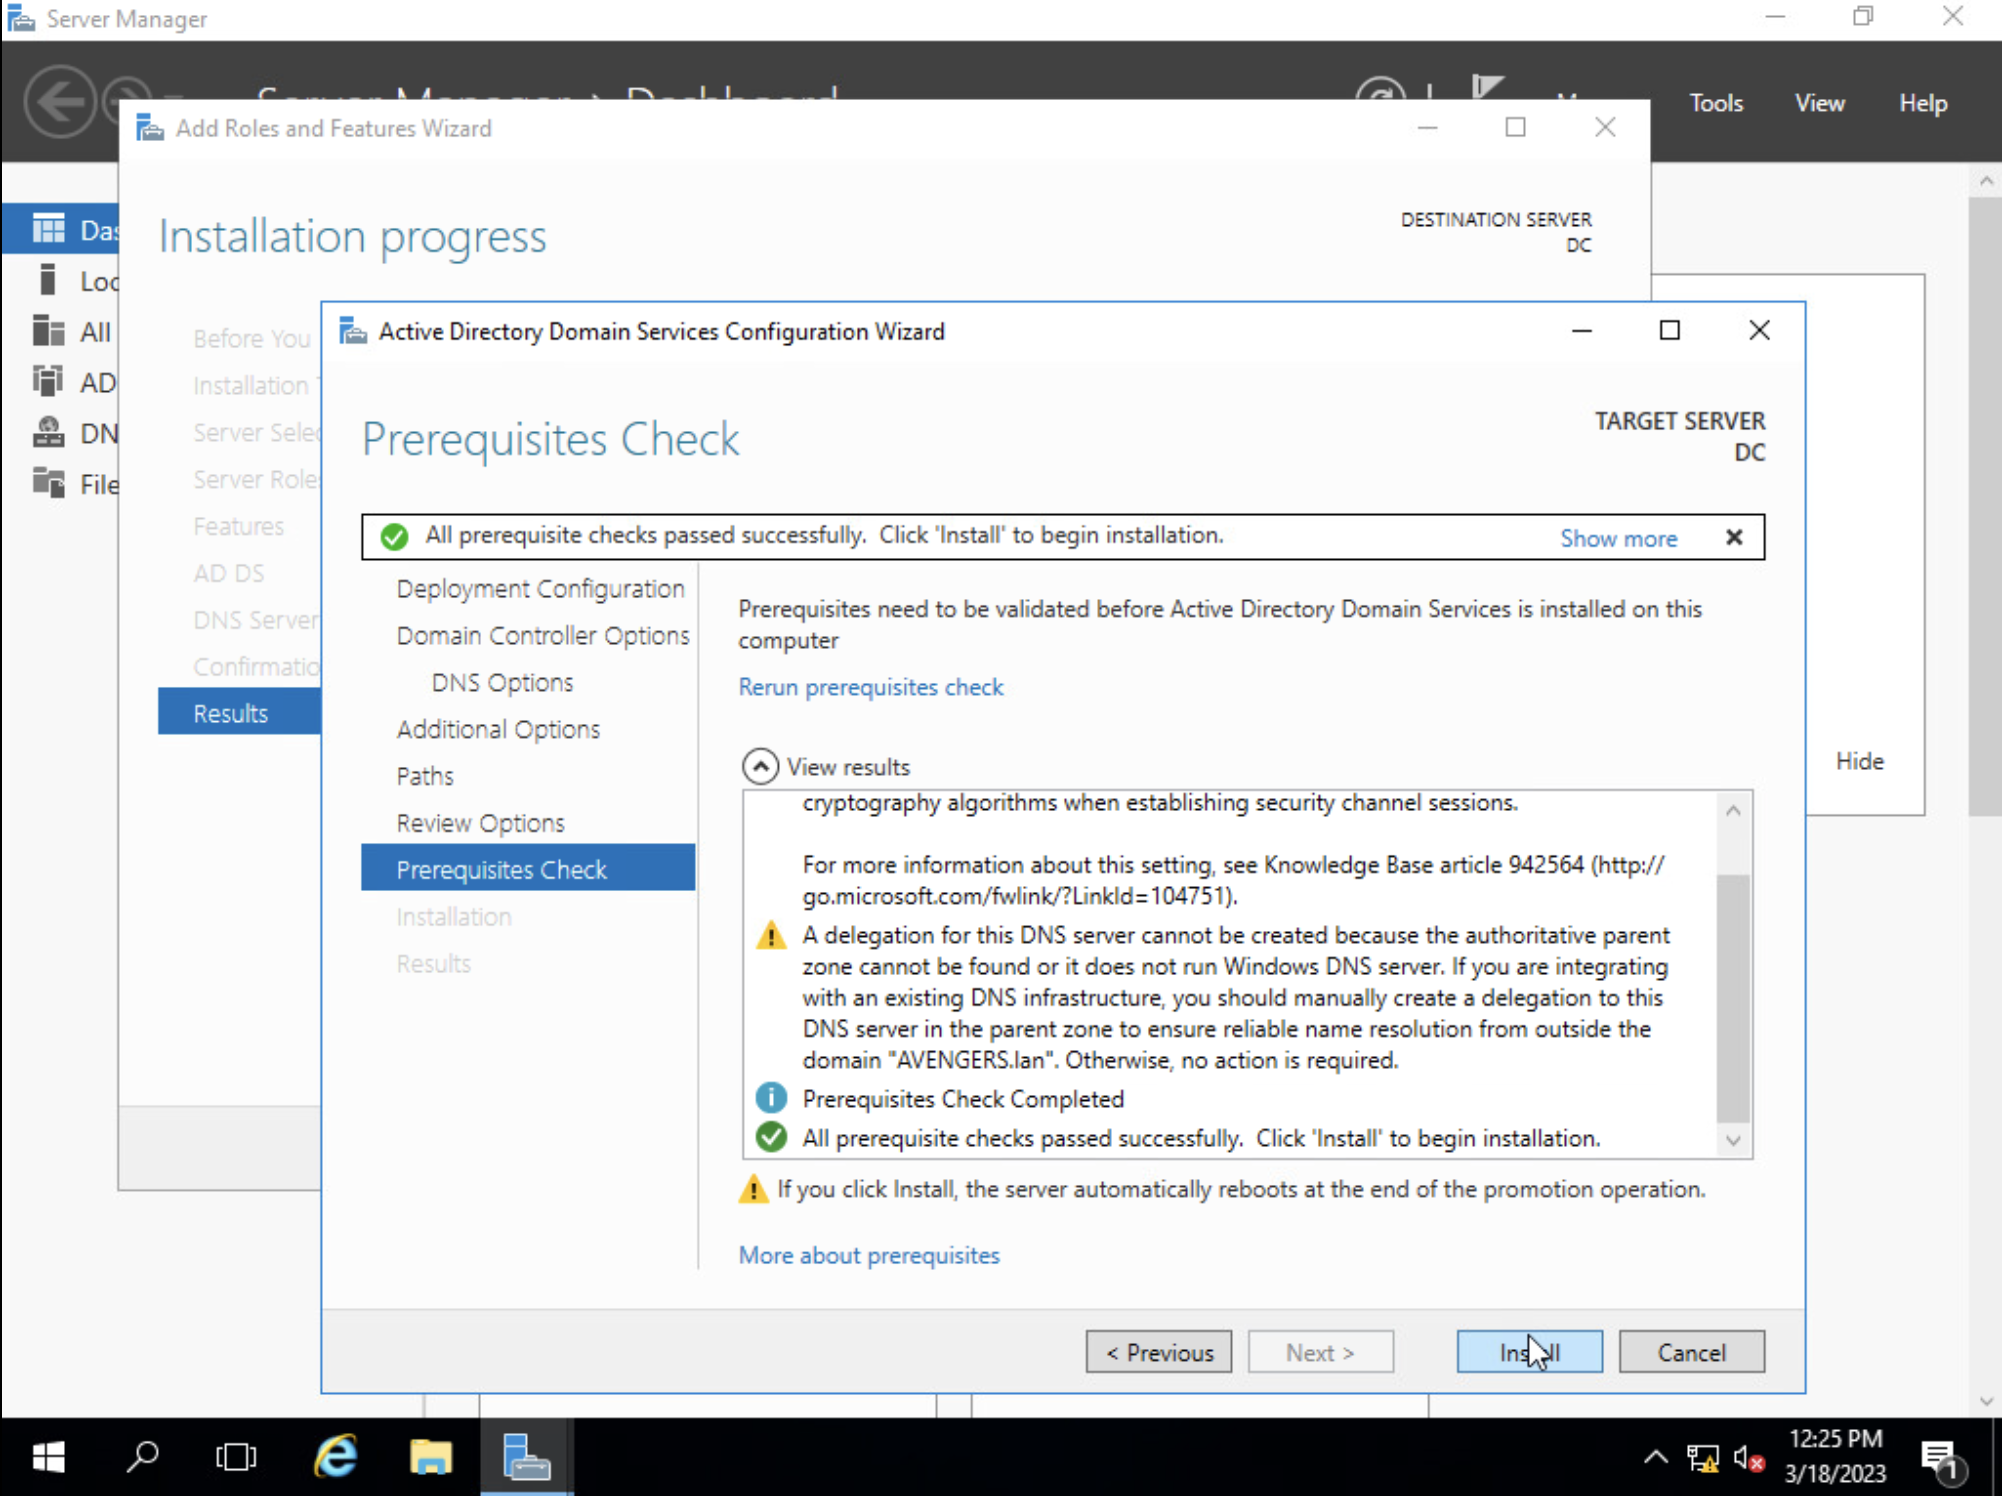 Server Manager
Server Manager › Dashboard
Tools
View
Help
Add Roles and Features Wizard
Das
Loc
All
AD
DN
File
Installation progress
DESTINATION SERVER
DC
Before You
Installation
Server Selec
Server Roles
Features
AD DS
DNS Server
Confirmatio
Results
Active Directory Domain Services Configuration Wizard
Prerequisites Check
TARGET SERVER
DC
All prerequisite checks passed successfully.  Click 'Install' to begin installation.
Show more
Deployment Configuration
Domain Controller Options
DNS Options
Additional Options
Paths
Review Options
Prerequisites Check
Installation
Results
Prerequisites need to be validated before Active Directory Domain Services is installed on this
computer
Rerun prerequisites check
View results
cryptography algorithms when establishing security channel sessions.
For more information about this setting, see Knowledge Base article 942564 (http://
go.microsoft.com/fwlink/?LinkId=104751).
A delegation for this DNS server cannot be created because the authoritative parent
zone cannot be found or it does not run Windows DNS server. If you are integrating
with an existing DNS infrastructure, you should manually create a delegation to this
DNS server in the parent zone to ensure reliable name resolution from outside the
domain "AVENGERS.lan". Otherwise, no action is required.
Prerequisites Check Completed
All prerequisite checks passed successfully.  Click 'Install' to begin installation.
If you click Install, the server automatically reboots at the end of the promotion operation.
More about prerequisites
Hide
< Previous
Next >
Install
Cancel
12:25 PM
3/18/2023
1